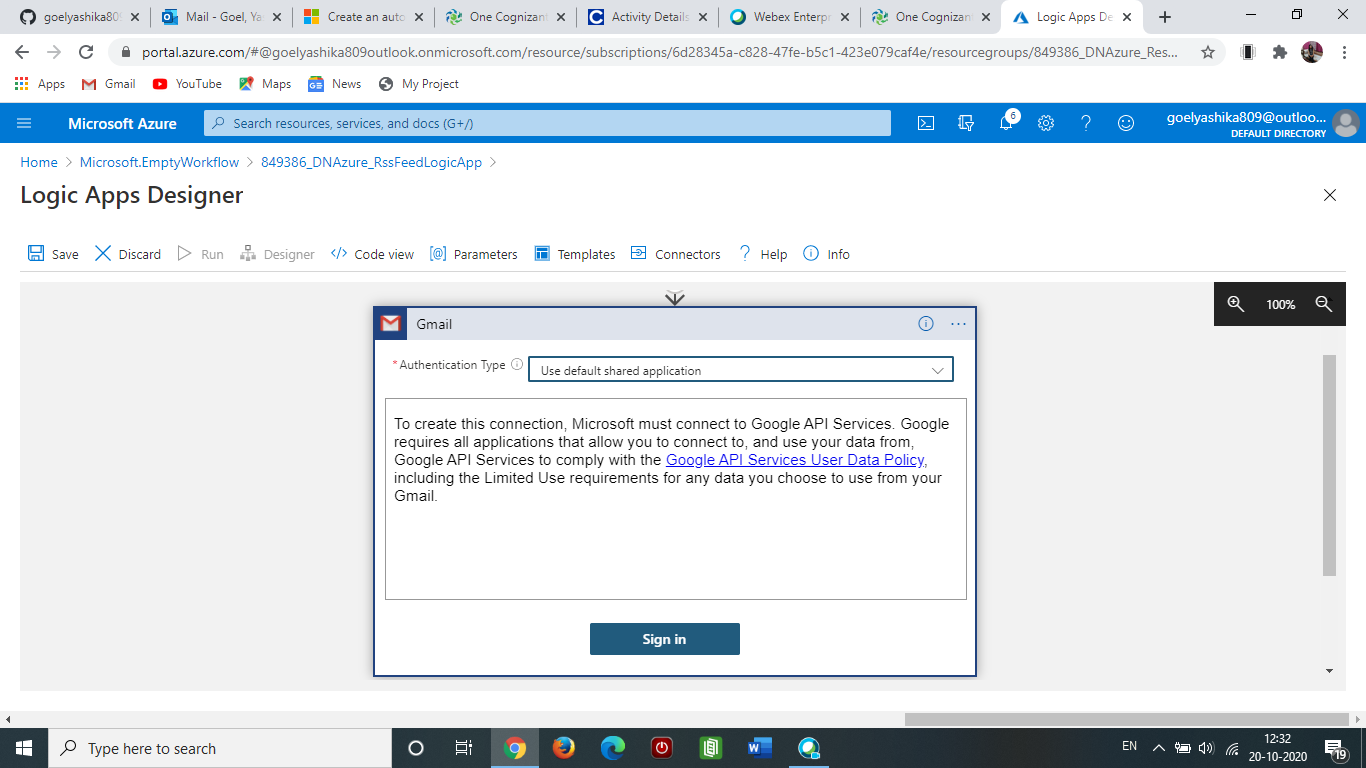 goelyashika80
Mail - Goel, Ya
Create an auto
One Cognizan
Activity Details
Webex Enterp
One Cognizan
Logic Apps De
portal.azure.com/#@goelyashika809outlook.onmicrosoft.com/resource/subscriptions/6d28345a-c828-47fe-b5c1-423e079caf4e/resourcegroups/849386_DNAzure_Res...
Apps
Gmail
YouTube
Maps
News
My Project
Microsoft Azure
Search resources, services, and docs (G+/)
6
goelyashika809@outloo...
DEFAULT DIRECTORY
Home > Microsoft.EmptyWorkflow > 849386_DNAzure_RssFeedLogicApp >
Logic Apps Designer
Save
Discard
Run
Designer
Code view
Parameters
Templates
Connectors
Help
Info
100%
Gmail
* Authentication Type
Use default shared application
To create this connection, Microsoft must connect to Google API Services. Google
requires all applications that allow you to connect to, and use your data from,
Google API Services to comply with the Google API Services User Data Policy,
including the Limited Use requirements for any data you choose to use from your
Gmail.
Sign in
Type here to search
EN
12:32
20-10-2020
19